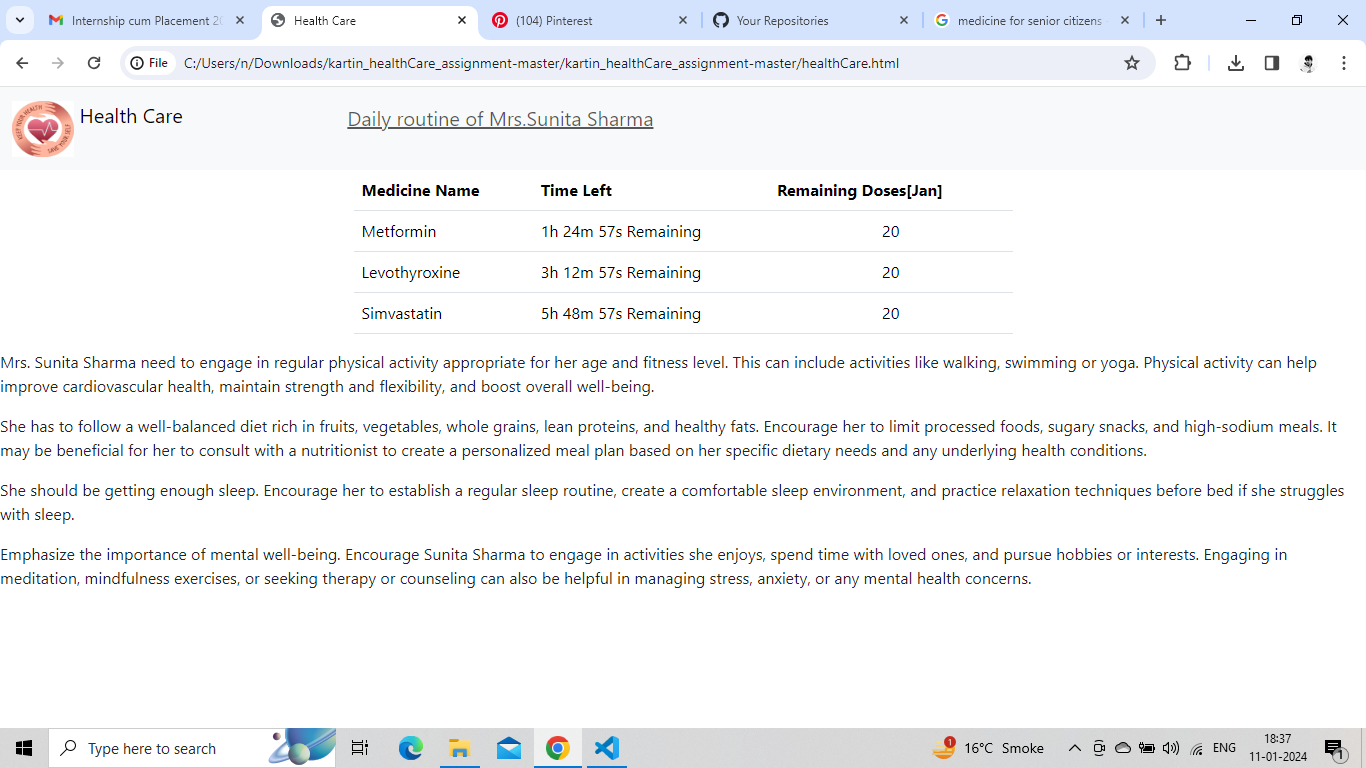 Internship cum Placement 20
Health Care
(104) Pinterest
Your Repositories
medicine for senior citizens
File
C:/Users/n/Downloads/kartin_healthCare_assignment-master/kartin_healthCare_assignment-master/healthCare.html
KEEP YOUR HEALTH
SAVE YOUR SELF
Health Care
Daily routine of Mrs.Sunita Sharma
Medicine Name Time Left Remaining Doses[Jan]
Metformin 1h 24m 57s Remaining 20
Levothyroxine 3h 12m 57s Remaining 20
Simvastatin 5h 48m 57s Remaining 20
Mrs. Sunita Sharma need to engage in regular physical activity appropriate for her age and fitness level. This can include activities like walking, swimming or yoga. Physical activity can help
improve cardiovascular health, maintain strength and flexibility, and boost overall well-being.
She has to follow a well-balanced diet rich in fruits, vegetables, whole grains, lean proteins, and healthy fats. Encourage her to limit processed foods, sugary snacks, and high-sodium meals. It
may be beneficial for her to consult with a nutritionist to create a personalized meal plan based on her specific dietary needs and any underlying health conditions.
She should be getting enough sleep. Encourage her to establish a regular sleep routine, create a comfortable sleep environment, and practice relaxation techniques before bed if she struggles
with sleep.
Emphasize the importance of mental well-being. Encourage Sunita Sharma to engage in activities she enjoys, spend time with loved ones, and pursue hobbies or interests. Engaging in
meditation, mindfulness exercises, or seeking therapy or counseling can also be helpful in managing stress, anxiety, or any mental health concerns.
Type here to search
1
16°C Smoke
ENG
18:37
11-01-2024
1